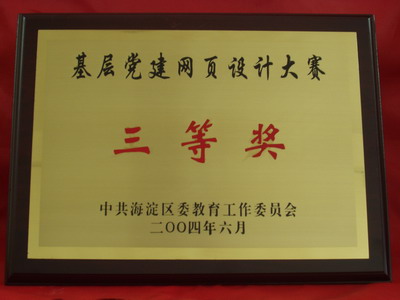 基层党建网页设计大赛
三等奖
中共海淀区委教育工作委员会
二〇〇四年六月